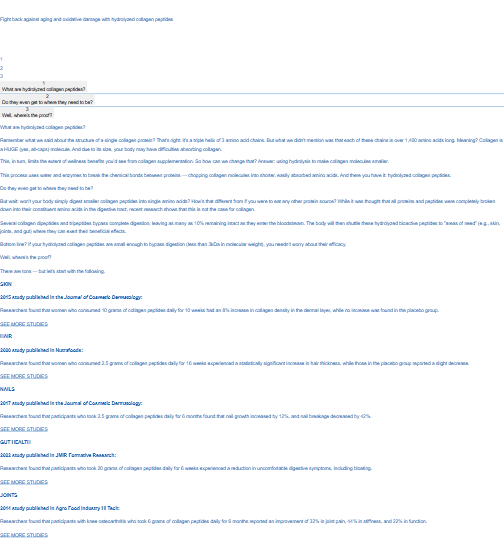 Fight back against aging and oxidative damage with hydrolyzed collagen peptides
1
2
3
1
What are hydrolyzed collagen peptides?
2
Do they even get to where they need to be?
3
Well, where's the proof?
What are hydrolyzed collagen peptides?
Remember what we said about the structure of a single collagen protein? That's right: it's a triple helix of 3 amino acid chains. But what we didn't mention was that each of these chains is over 1,400 amino acids long. Meaning? Collagen is
a HUGE (yes, all-caps) molecule. And due to its size, your body may have difficulties absorbing collagen.
This, in turn, limits the extent of wellness benefits you'd see from collagen supplementation. So how can we change that? Answer: using hydrolysis to make collagen molecules smaller.
This process uses water and enzymes to break the chemical bonds between proteins — chopping collagen molecules into shorter, easily absorbed amino acids. And there you have it: hydrolyzed collagen peptides.
Do they even get to where they need to be?
But wait: won't your body simply digest smaller collagen peptides into single amino acids? How's that different from if you were to eat any other protein source? While it was thought that all proteins and peptides were completely broken
down into their constituent amino acids in the digestive tract, recent research shows that this is not the case for collagen.
Several collagen dipeptides and tripeptides bypass complete digestion, leaving as many as 10% remaining intact as they enter the bloodstream. The body will then shuttle these hydrolyzed bioactive peptides to "areas of need" (e.g., skin,
joints, and gut) where they can exert their beneficial effects.
Bottom line? If your hydrolyzed collagen peptides are small enough to bypass digestion (less than 3kDa in molecular weight), you needn't worry about their efficacy.
Well, where's the proof?
There are tons — but let's start with the following.
SKIN
2015 study published in the Journal of Cosmetic Dermatology:
Researchers found that women who consumed 10 grams of collagen peptides daily for 10 weeks had an 8% increase in collagen density in the dermal layer, while no increase was found in the placebo group.
SEE MORE STUDIES
HAIR
2020 study published in Nutrafoods:
Researchers found that women who consumed 2.5 grams of collagen peptides daily for 16 weeks experienced a statistically significant increase in hair thickness, while those in the placebo group reported a slight decrease.
SEE MORE STUDIES
NAILS
2017 study published in the Journal of Cosmetic Dermatology:
Researchers found that participants who took 2.5 grams of collagen peptides daily for 6 months found that nail growth increased by 12%, and nail breakage decreased by 42%.
SEE MORE STUDIES
GUT HEALTH
2022 study published in JMIR Formative Research:
Researchers found that participants who took 20 grams of collagen peptides daily for 6 weeks experienced a reduction in uncomfortable digestive symptoms, including bloating.
SEE MORE STUDIES
JOINTS
2014 study published in Agro Food Industry Hi Tech:
Researchers found that participants with knee osteoarthritis who took 6 grams of collagen peptides daily for 6 months reported an improvement of 32% in joint pain, 44% in stiffness, and 22% in function.
SEE MORE STUDIES